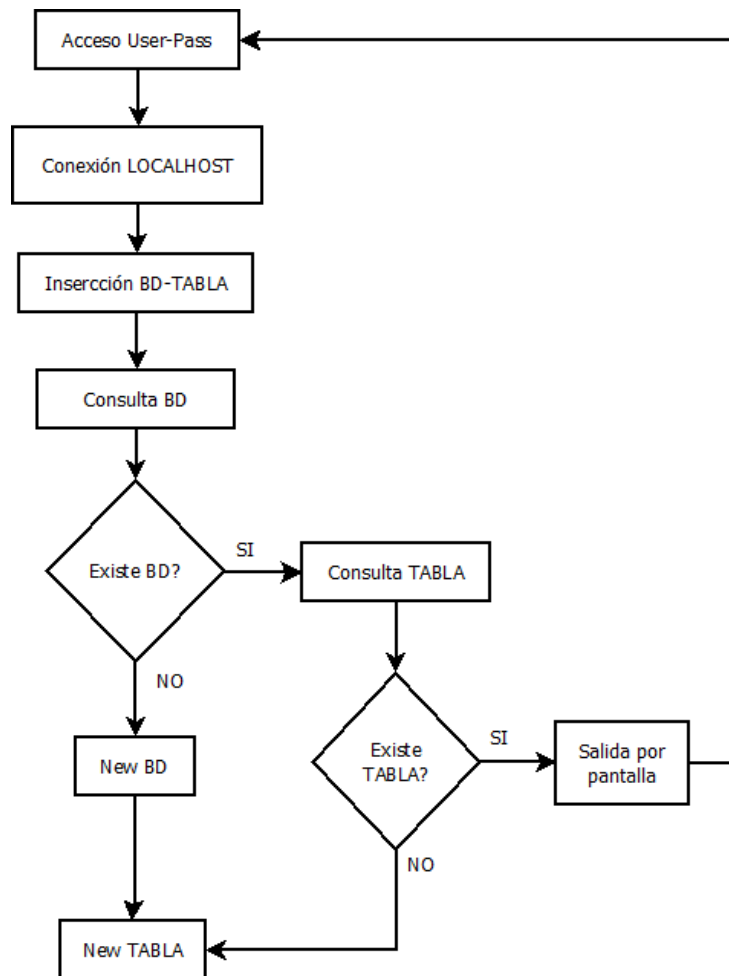 Acceso User-Pass
Conexión LOCALHOST
Insercción BD-TABLA
Consulta BD
Existe BD?
SI
Consulta TABLA
NO
New BD
Existe
TABLA?
SI
Salida por
pantalla
NO
New TABLA